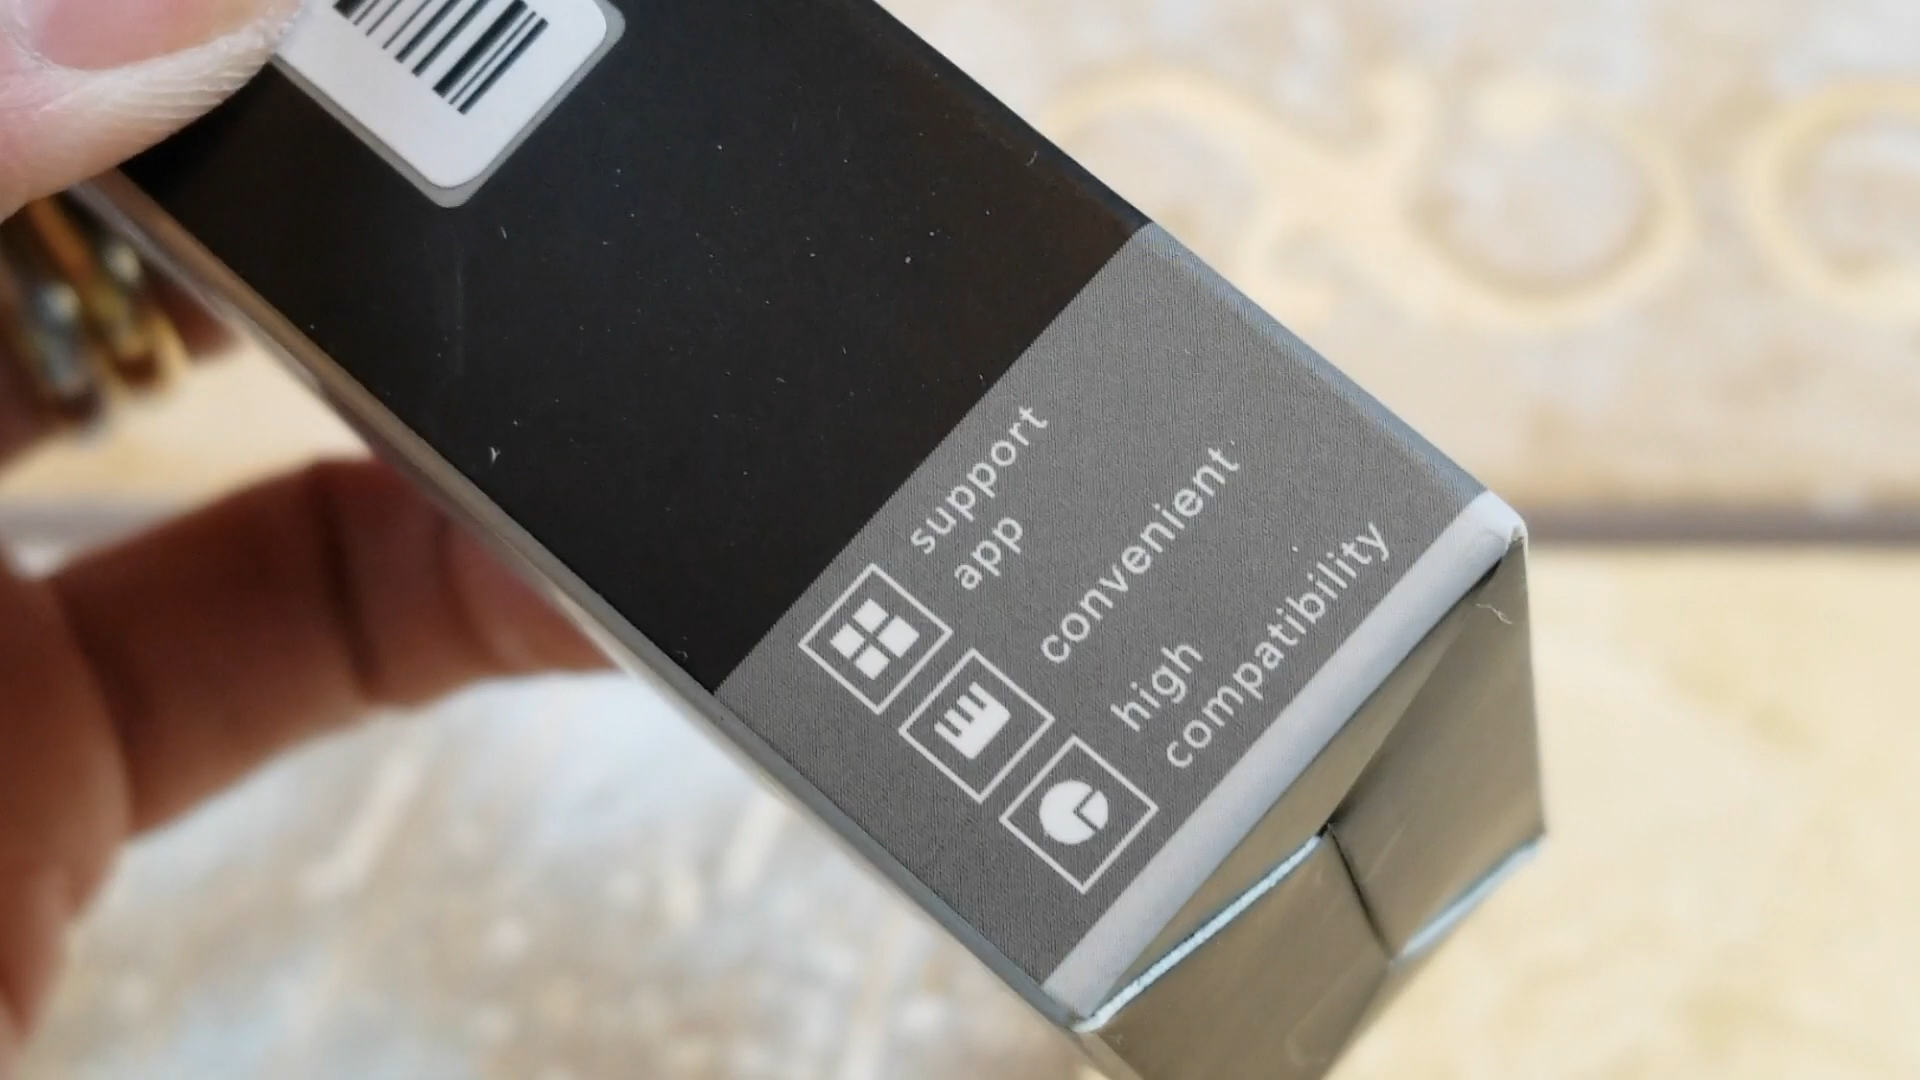 support
app
convenient
high
compatibility